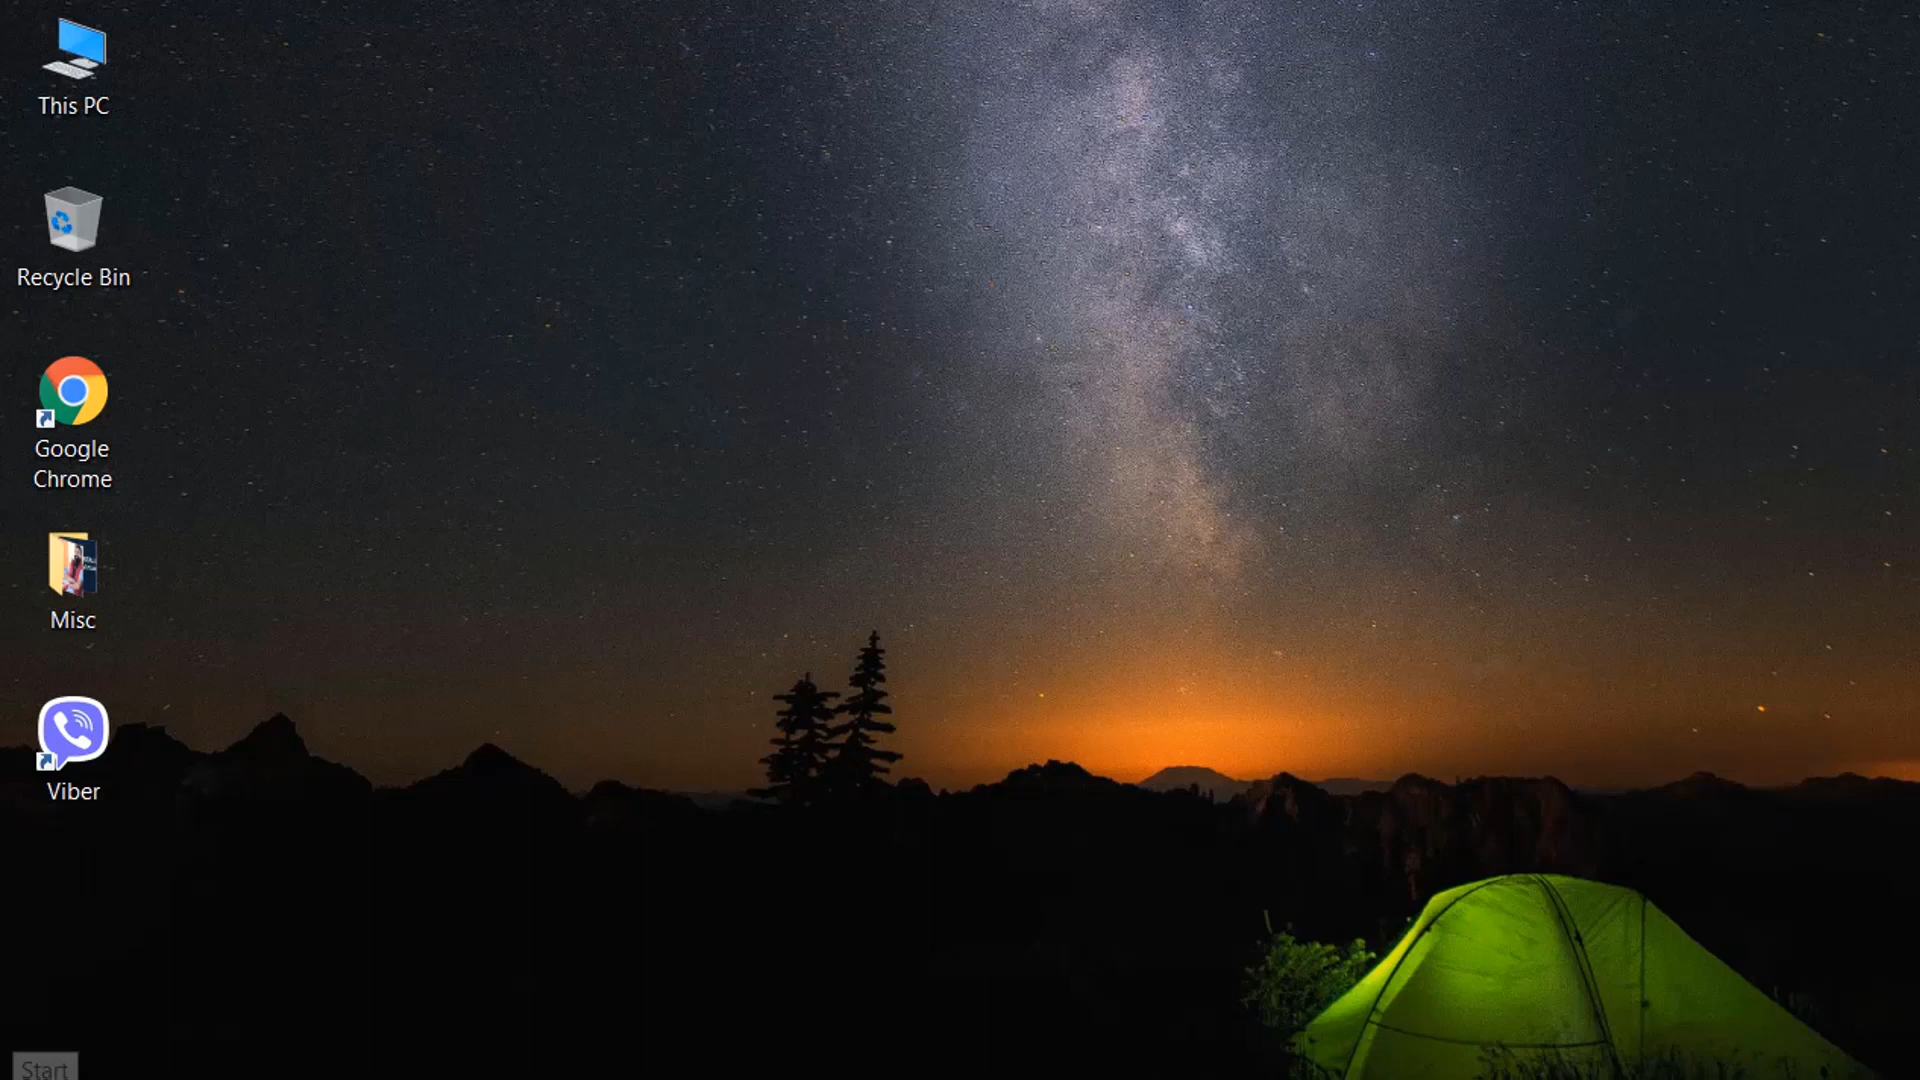 This PC
Recycle Bin
Google
Chrome
Misc
Viber
Start